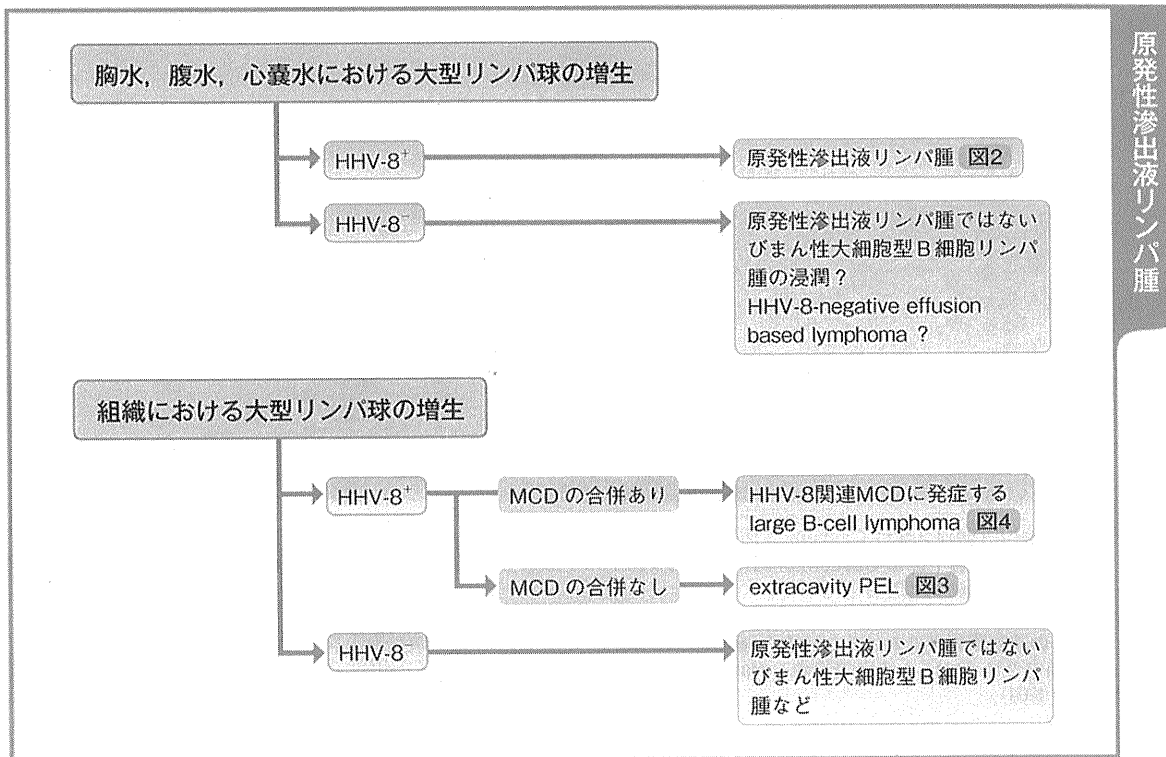 原発性滲出液リンパ腫
胸水，腹水，心嚢水における大型リンパ球の増生
HHV-8⁺
原発性滲出液リンパ腫 図2
HHV-8⁻
原発性滲出液リンパ腫ではない
びまん性大細胞型B細胞リンパ
腫の浸潤？
HHV-8-negative effusion
based lymphoma ？
組織における大型リンパ球の増生
HHV-8⁺
MCD の合併あり
HHV-8関連MCDに発症する
large B-cell lymphoma 図4
MCD の合併なし
extracavity PEL 図3
HHV-8⁻
原発性滲出液リンパ腫ではない
びまん性大細胞型B細胞リンパ
腫など